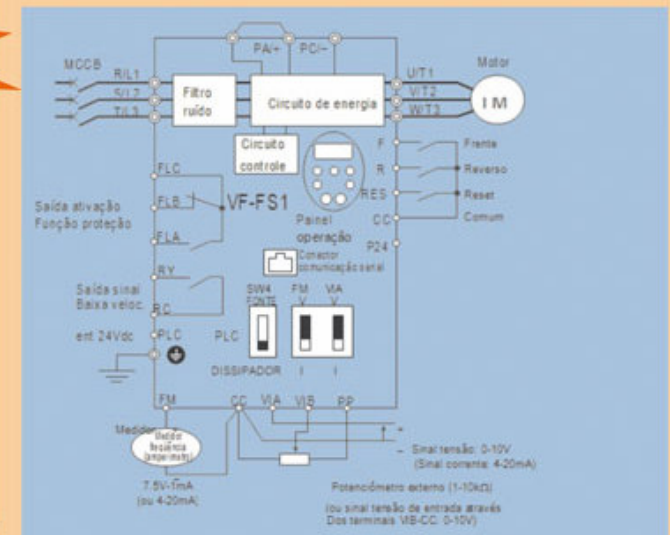 PA/+ PC/−
MCCB
R/L1
S/L2
T/L3
Filtro
ruído
Circuito de energia
U/T1
V/T2
W/T3
Motor
IM
Circuito
controle
F
Frente
R
Reverso
RES
Reset
CC
Comum
P24
FLC
FLB
FLA
VF-FS1
Saída ativação
Função proteção
Painel
operação
Conector
comunicação serial
RY
RC
Saída sinal
Baixa veloc.
SW4
FONTE
FM
V
VIA
V
ent 24Vdc
PLC
PLC
DISSIPADOR
I
I
FM
CC
VIA
VIB
PP
Medidor
Medidor
frequência
(amperímetro)
7.5V-1mA
(ou 4-20mA)
+
− Sinal tensão: 0-10V
(Sinal corrente: 4-20mA)
Potenciómetro externo (1-10kΩ)
(ou sinal tensão de entrada através
Dos terminais VIB-CC: 0-10V)